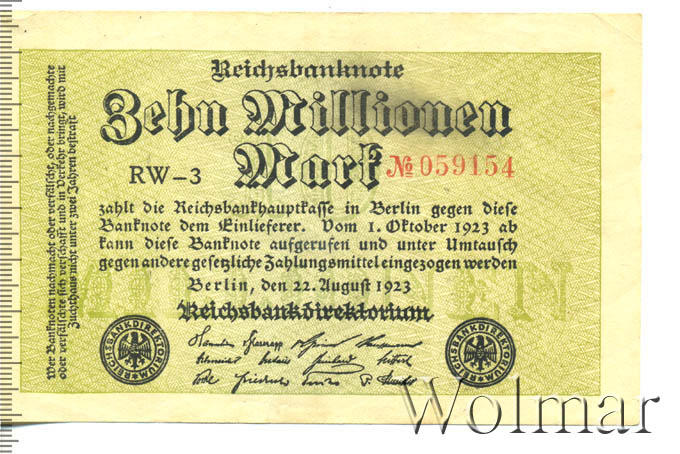 Reichsbanknote
Zehn Millionen
Mark
RW-3
№ 059154
zahlt die Reichsbankhauptkasse in Berlin gegen diese
Banknote dem Einlieferer. Vom 1. Oktober 1923 ab
kann diese Banknote aufgerufen und unter Umtausch
gegen andere gesetzliche Zahlungsmittel eingezogen werden
Berlin, den 22. August 1923
Reichsbankdirektorium
REICHSBANKDIREKTORIUM
REICHSBANKDIREKTORIUM
Wer Banknoten nachmacht oder verfälscht, oder nachgemachte
oder verfälschte sich verschafft und in Verkehr bringt, wird mit
Zuchthaus nicht unter zwei Jahren bestraft
Wolmar